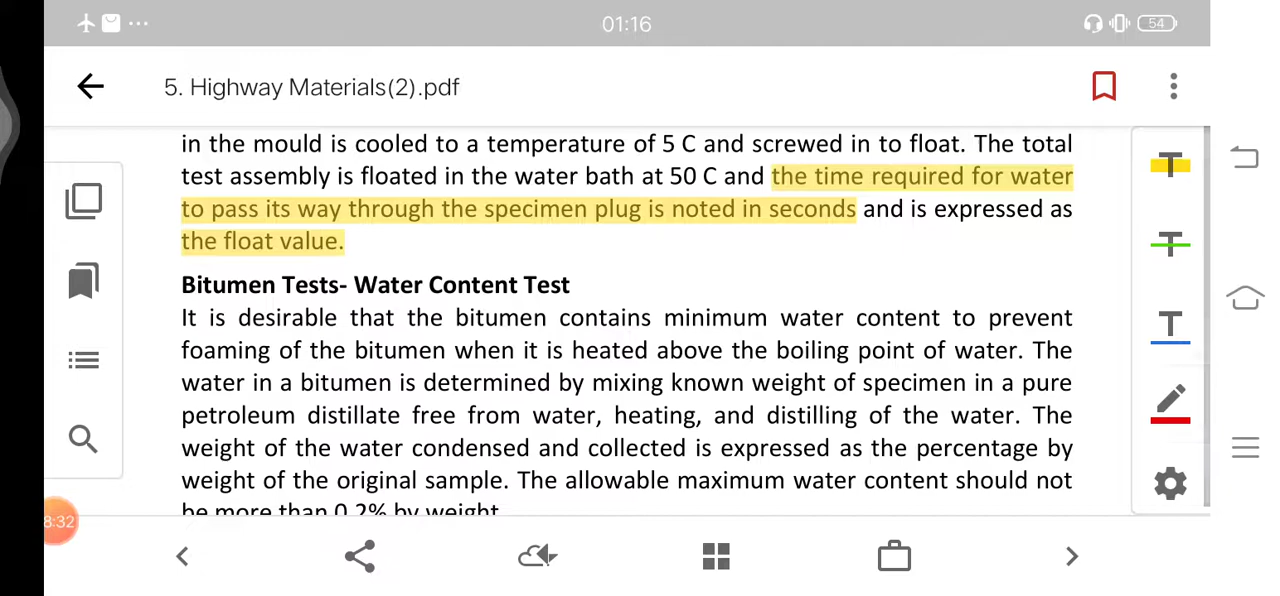 01:16
54
5. Highway Materials(2).pdf
in the mould is cooled to a temperature of 5 C and screwed in to float. The total
test assembly is floated in the water bath at 50 C and the time required for water
to pass its way through the specimen plug is noted in seconds and is expressed as
the float value.
Bitumen Tests- Water Content Test
It is desirable that the bitumen contains minimum water content to prevent
foaming of the bitumen when it is heated above the boiling point of water. The
water in a bitumen is determined by mixing known weight of specimen in a pure
petroleum distillate free from water, heating, and distilling of the water. The
weight of the water condensed and collected is expressed as the percentage by
weight of the original sample. The allowable maximum water content should not
be more than 0.2% by weight.
8:32
T
T
T